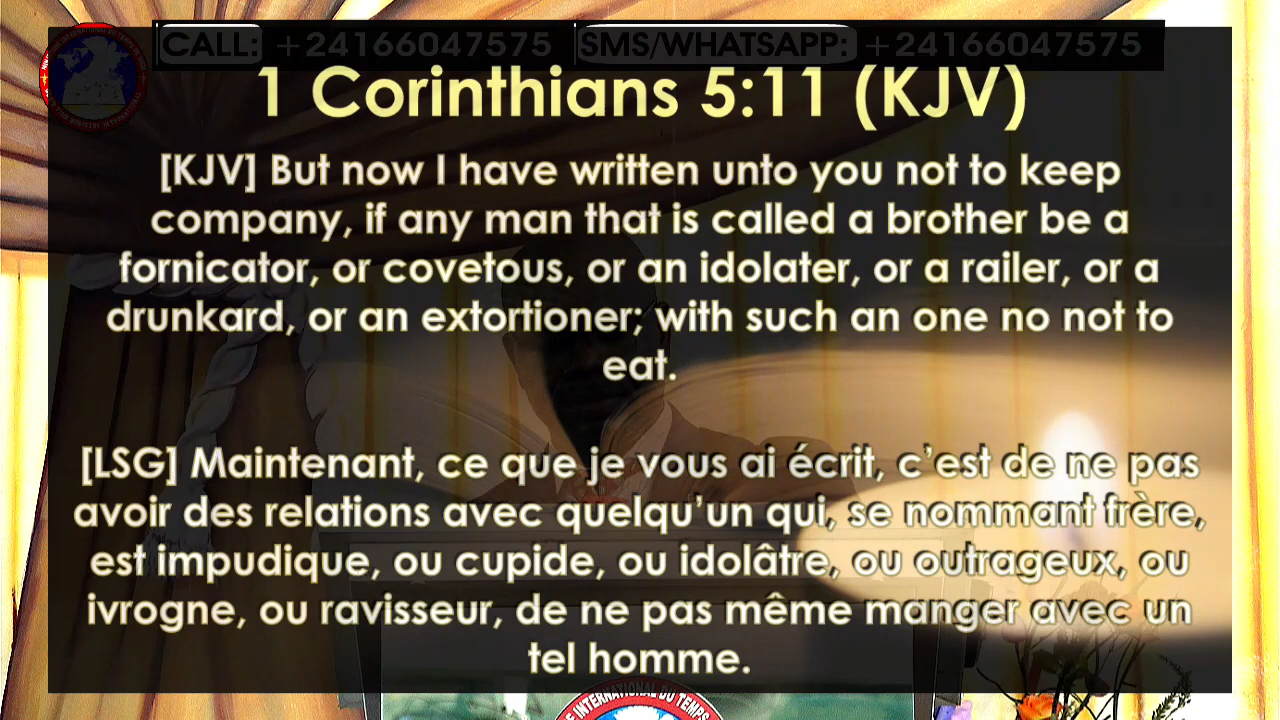 CALL: +24166047575 SMS/WHATSAPP: +24166047575
1 Corinthians 5:11 (KJV)
[KJV] But now I have written unto you not to keep
company, if any man that is called a brother be a
fornicator, or covetous, or an idolater, or a railer, or a
drunkard, or an extortioner; with such an one no not to
eat.
[LSG] Maintenant, ce que je vous ai écrit, c’est de ne pas
avoir des relations avec quelqu’un qui, se nommant frère,
est impudique, ou cupide, ou idolâtre, ou outrageux, ou
ivrogne, ou ravisseur, de ne pas même manger avec un
tel homme.
INTERNATIONAL DU TEMPS